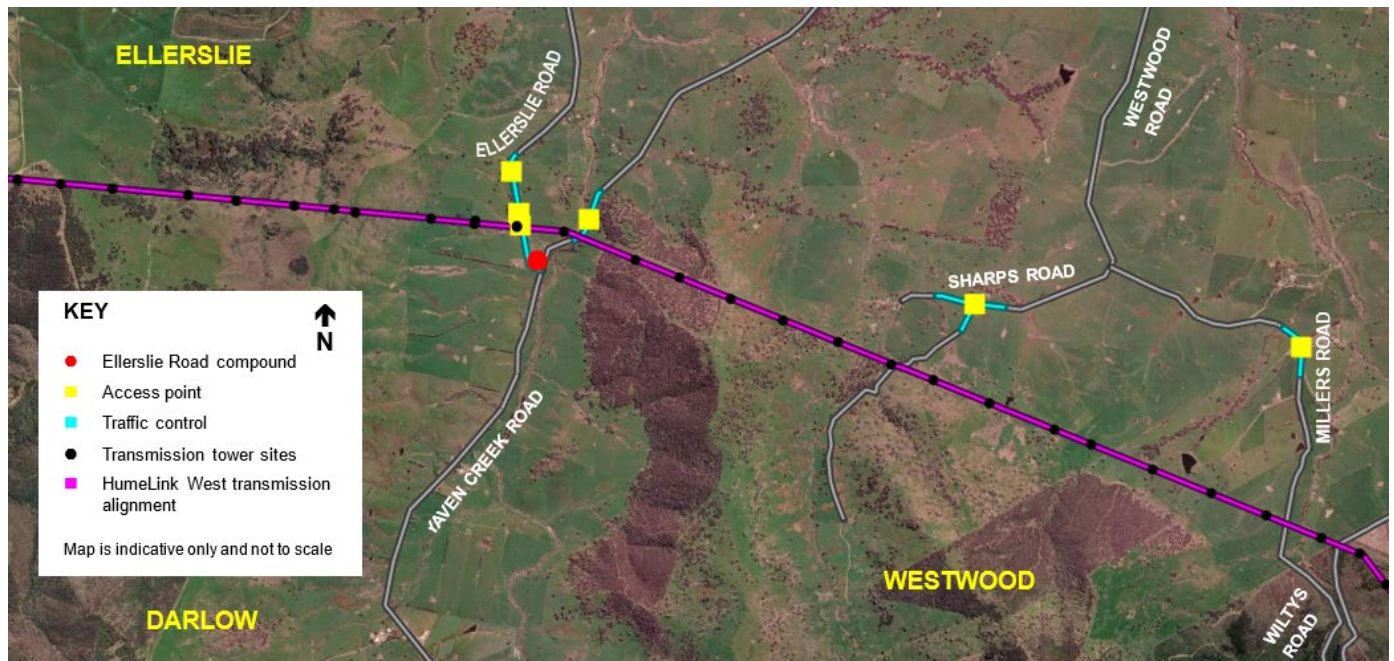 ELLERSLIE
ELLERSLIE ROAD
WESTWOOD
ROAD
SHARPS ROAD
KEY
N
Ellerslie Road compound
Access point
Traffic control
Transmission tower sites
HumeLink West transmission
alignment
Map is indicative only and not to scale
YAVEN CREEK ROAD
MILLERS ROAD
WESTWOOD
DARLOW
WILTYS
ROAD